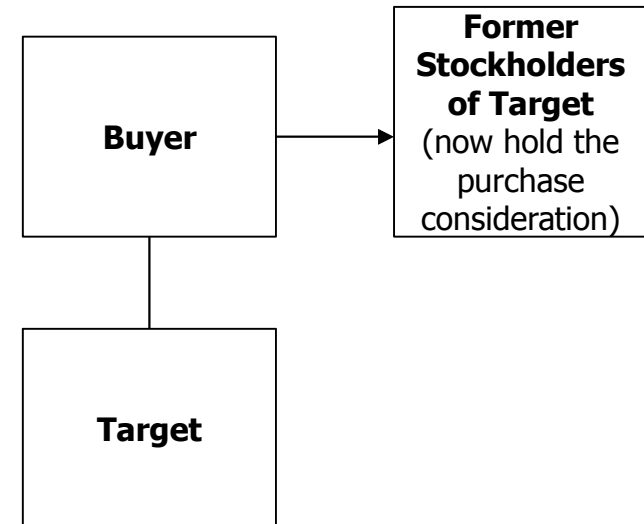 Buyer
Former
Stockholders
of Target
(now hold the
purchase
consideration)
Target